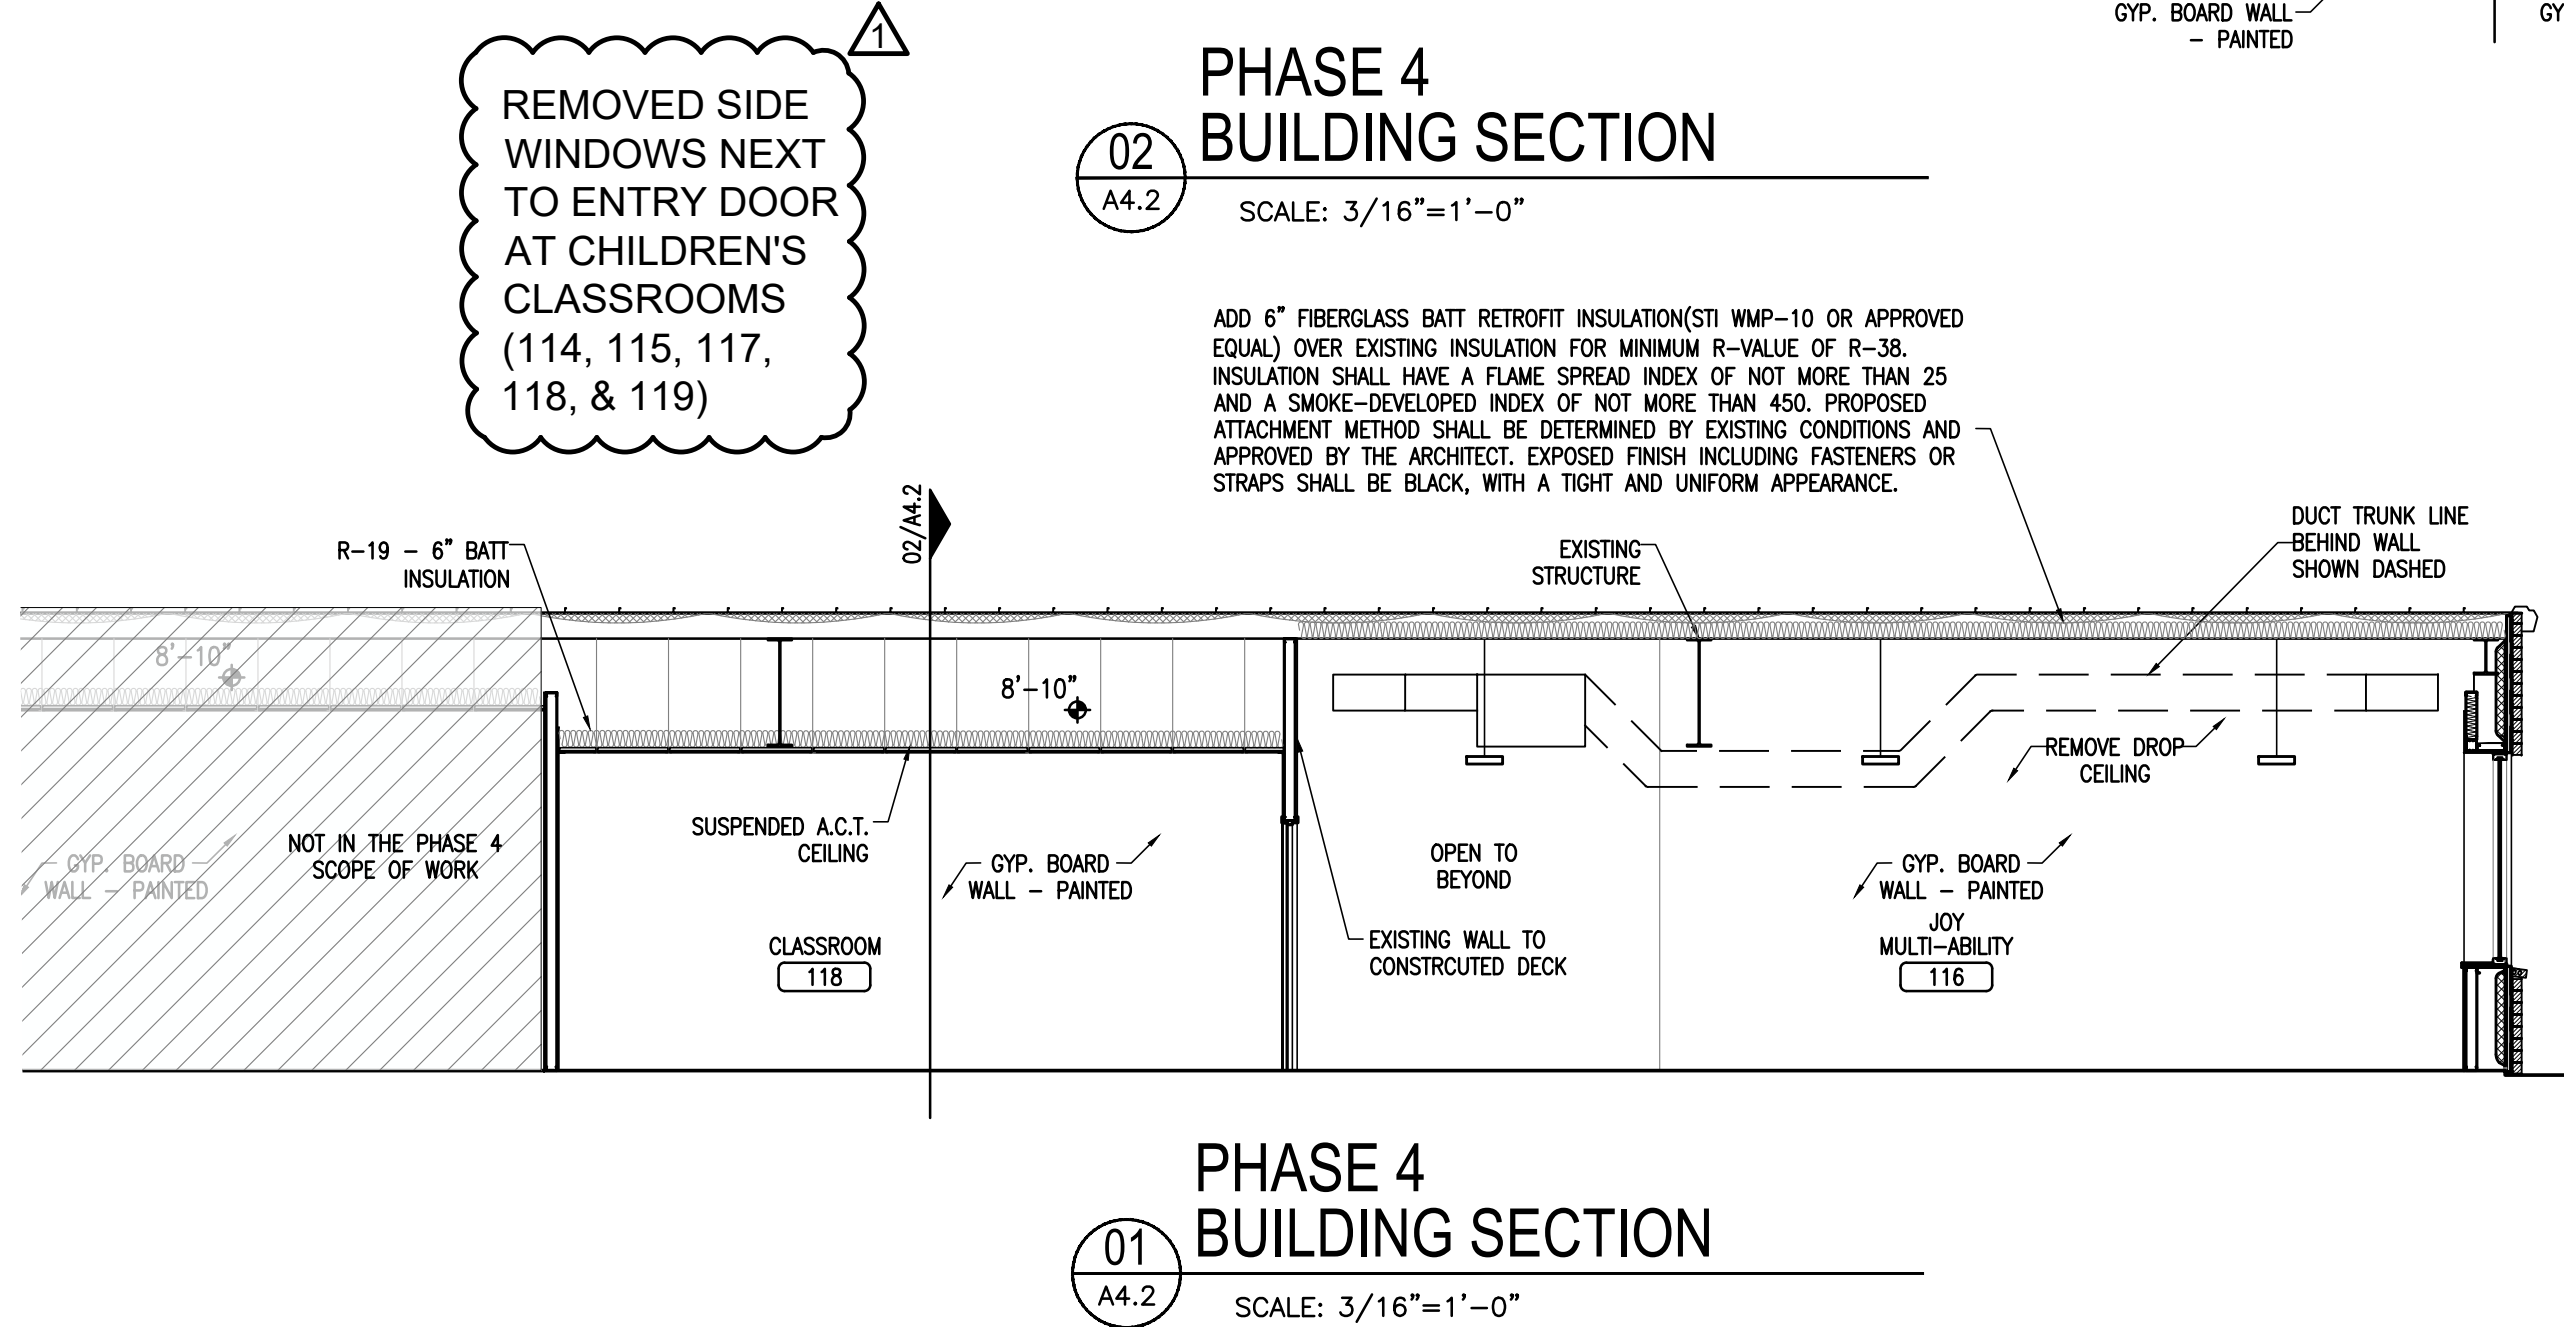 GYP. BOARD WALL
- PAINTED
GY
1
REMOVED SIDE
WINDOWS NEXT
TO ENTRY DOOR
AT CHILDREN'S
CLASSROOMS
(114, 115, 117,
118, & 119)
PHASE 4
BUILDING SECTION
02
A4.2
SCALE: 3/16"=1'-0"
ADD 6" FIBERGLASS BATT RETROFIT INSULATION(STI WMP-10 OR APPROVED
EQUAL) OVER EXISTING INSULATION FOR MINIMUM R-VALUE OF R-38.
INSULATION SHALL HAVE A FLAME SPREAD INDEX OF NOT MORE THAN 25
AND A SMOKE-DEVELOPED INDEX OF NOT MORE THAN 450. PROPOSED
ATTACHMENT METHOD SHALL BE DETERMINED BY EXISTING CONDITIONS AND
APPROVED BY THE ARCHITECT. EXPOSED FINISH INCLUDING FASTENERS OR
STRAPS SHALL BE BLACK, WITH A TIGHT AND UNIFORM APPEARANCE.
R-19 - 6" BATT
INSULATION
02/A4.2
EXISTING
STRUCTURE
DUCT TRUNK LINE
BEHIND WALL
SHOWN DASHED
8'-10"
8'-10"
REMOVE DROP
CEILING
SUSPENDED A.C.T.
CEILING
NOT IN THE PHASE 4
SCOPE OF WORK
GYP. BOARD
WALL - PAINTED
GYP. BOARD
WALL - PAINTED
OPEN TO
BEYOND
GYP. BOARD
WALL - PAINTED
JOY
MULTI-ABILITY
116
CLASSROOM
118
EXISTING WALL TO
CONSTRCUTED DECK
PHASE 4
BUILDING SECTION
01
A4.2
SCALE: 3/16"=1'-0"